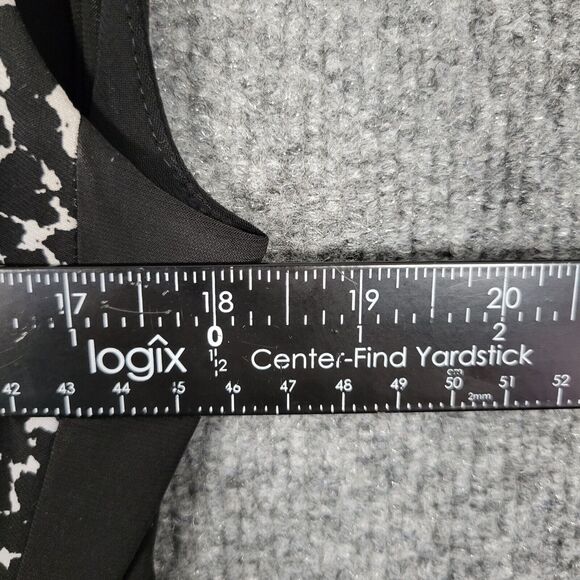 17 18 19 20
1 0 1 2
logix 1/2 Center-Find Yardstick
cm
42 43 44 45 46 47 48 49 50 51 52
2mm